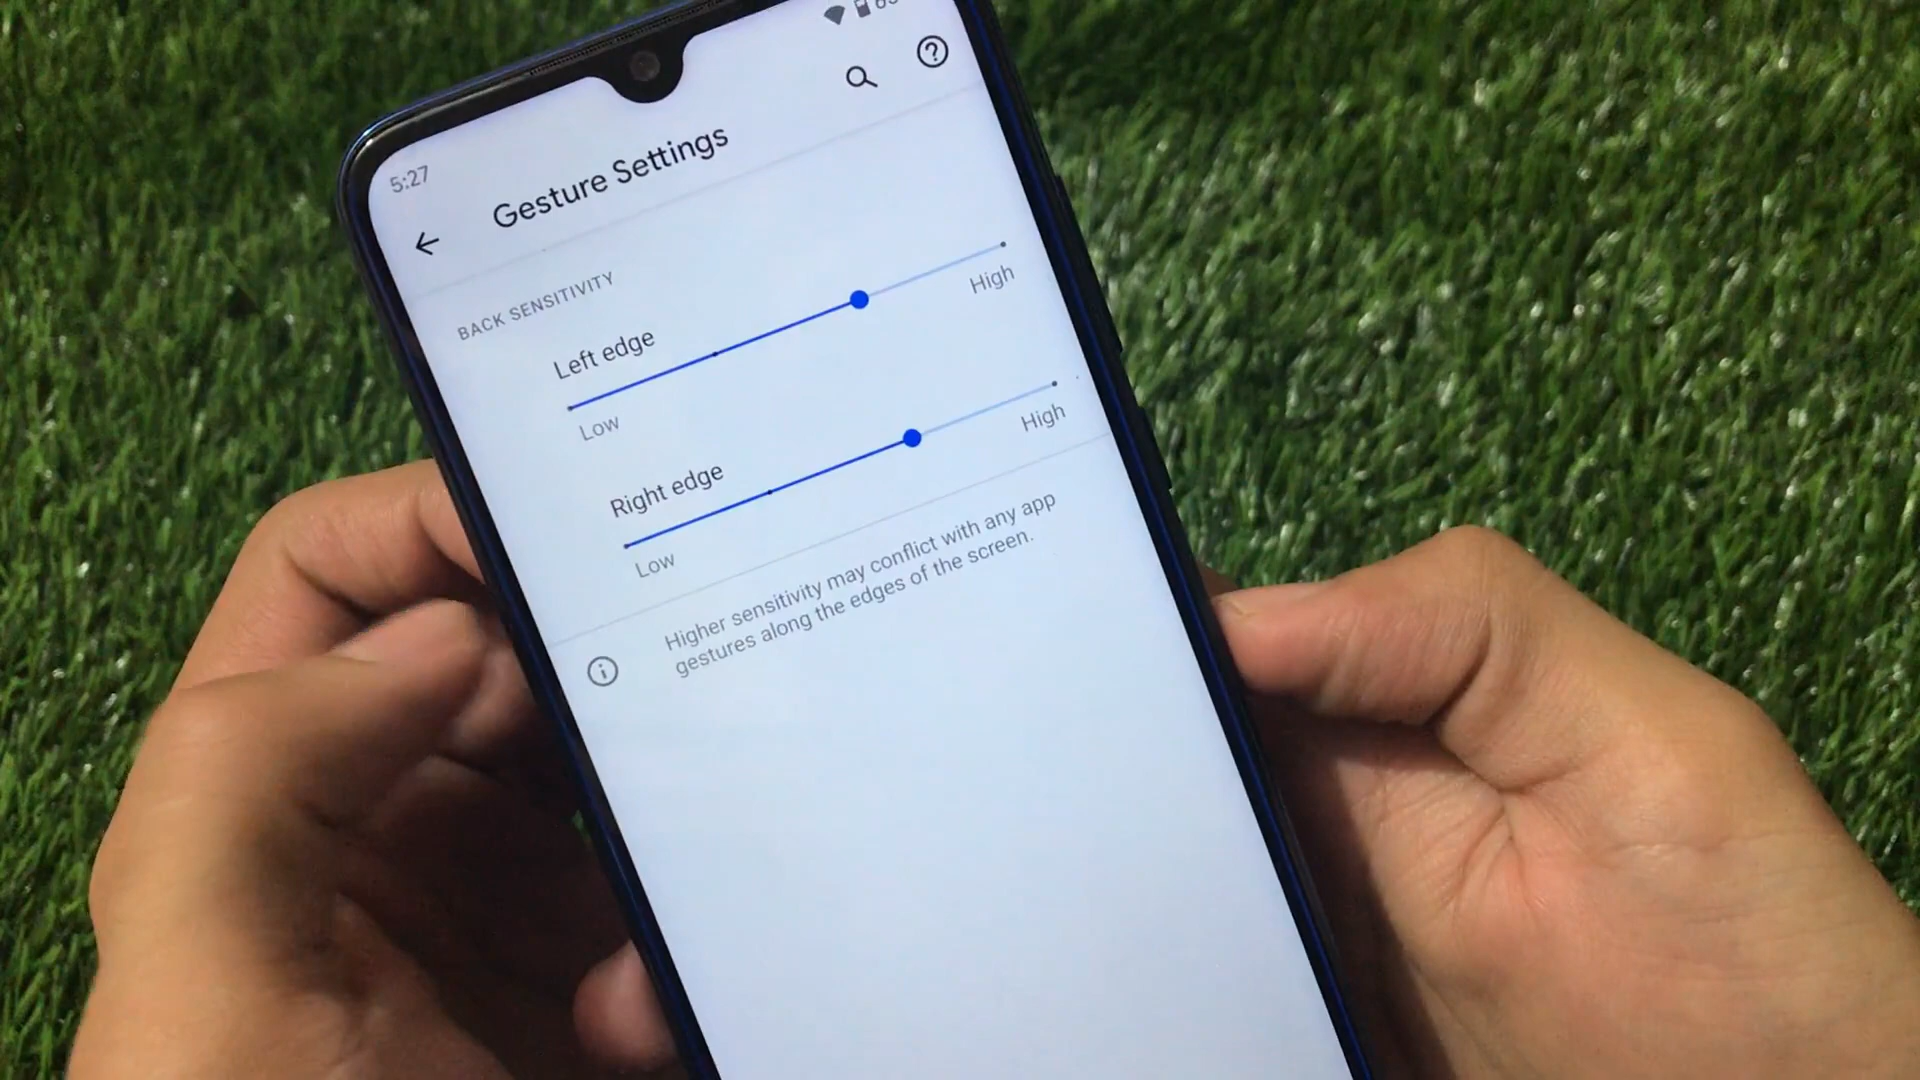 5:27
Gesture Settings
BACK SENSITIVITY
Left edge
Low
High
Right edge
Low
High
Higher sensitivity may conflict with any app
gestures along the edges of the screen.